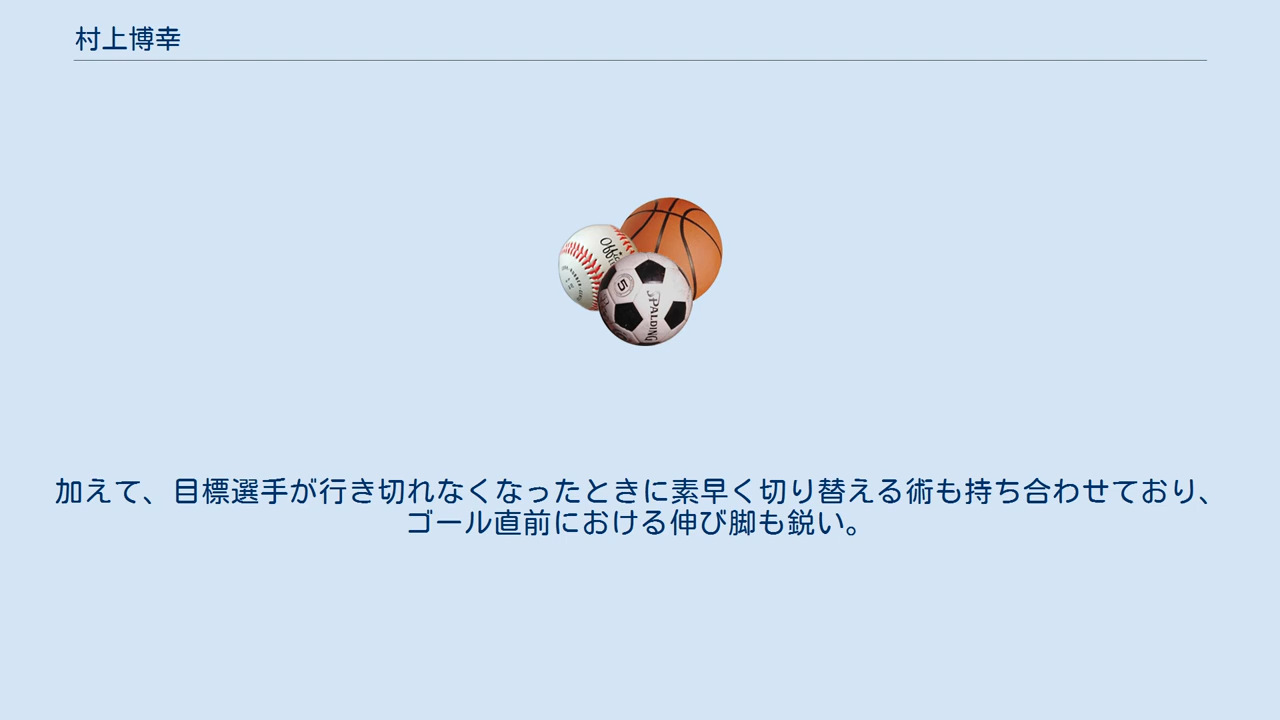 村上博幸
Offic
5
SPALDING
加えて、目標選手が行き切れなくなったときに素早く切り替える術も持ち合わせており、
ゴール直前における伸び脚も鋭い。